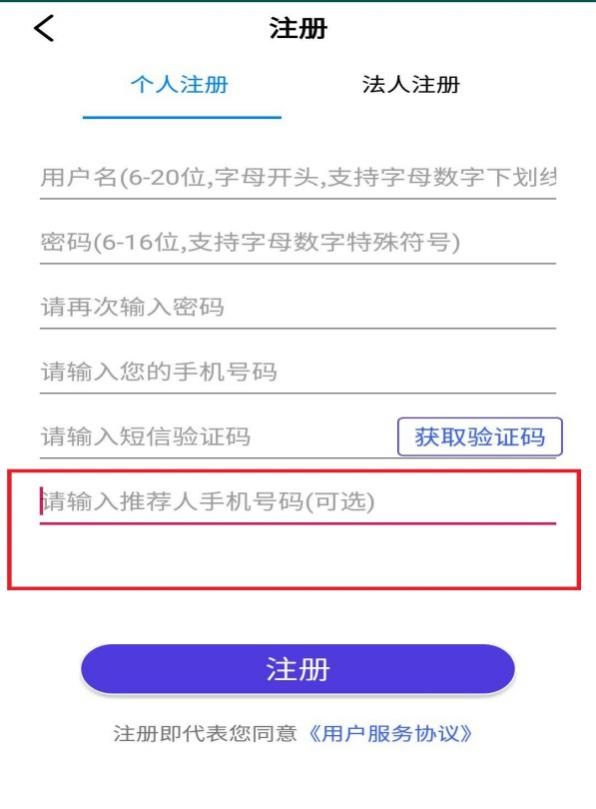 注册
个人注册 法人注册
用户名(6-20位,字母开头,支持字母数字下划线
密码(6-16位,支持字母数字特殊符号)
请再次输入密码
请输入您的手机号码
请输入短信验证码 获取验证码
请输入推荐人手机号码(可选)
注册
注册即代表您同意《用户服务协议》